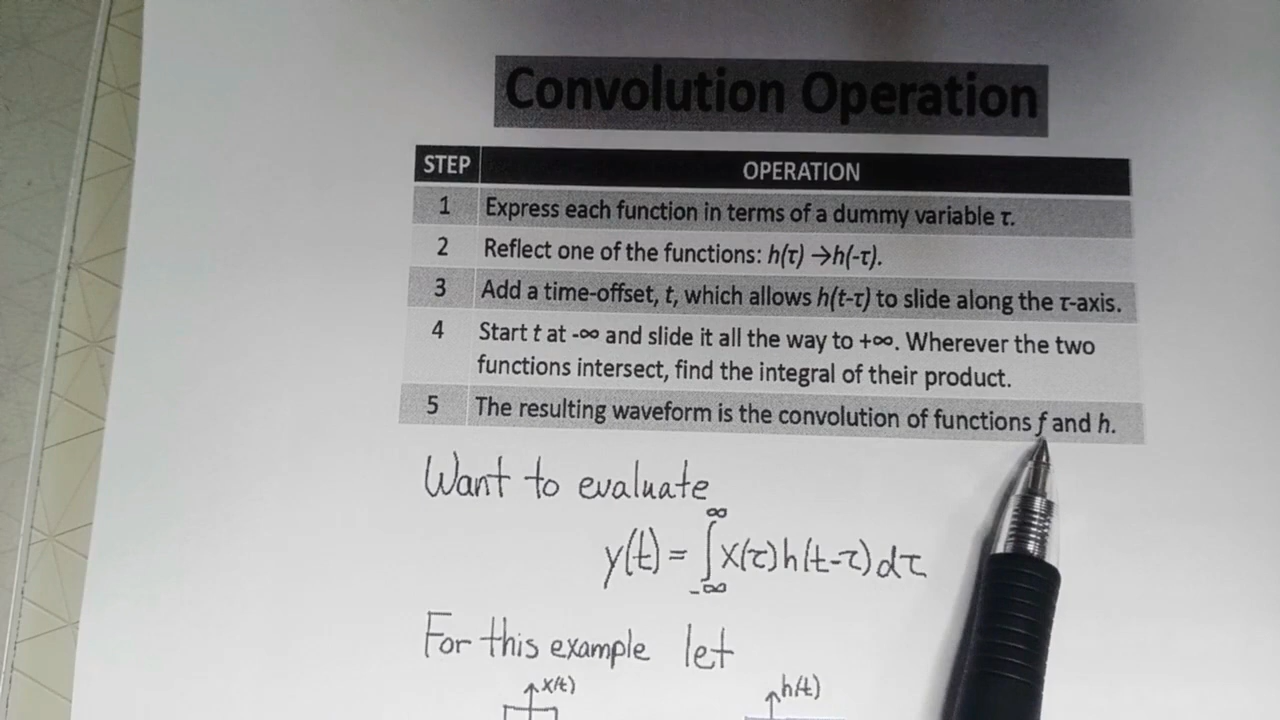 Convolution Operation
STEP OPERATION
1 Express each function in terms of a dummy variable τ.
2 Reflect one of the functions: h(τ) →h(-τ).
3 Add a time-offset, t, which allows h(t-τ) to slide along the τ-axis.
4 Start t at -∞ and slide it all the way to +∞. Wherever the two
functions intersect, find the integral of their product.
5 The resulting waveform is the convolution of functions f and h.
Want to evaluate
y(t) = ∫_{-∞}^{∞} x(τ)h(t-τ)dτ
For this example let
x(t) h(t)